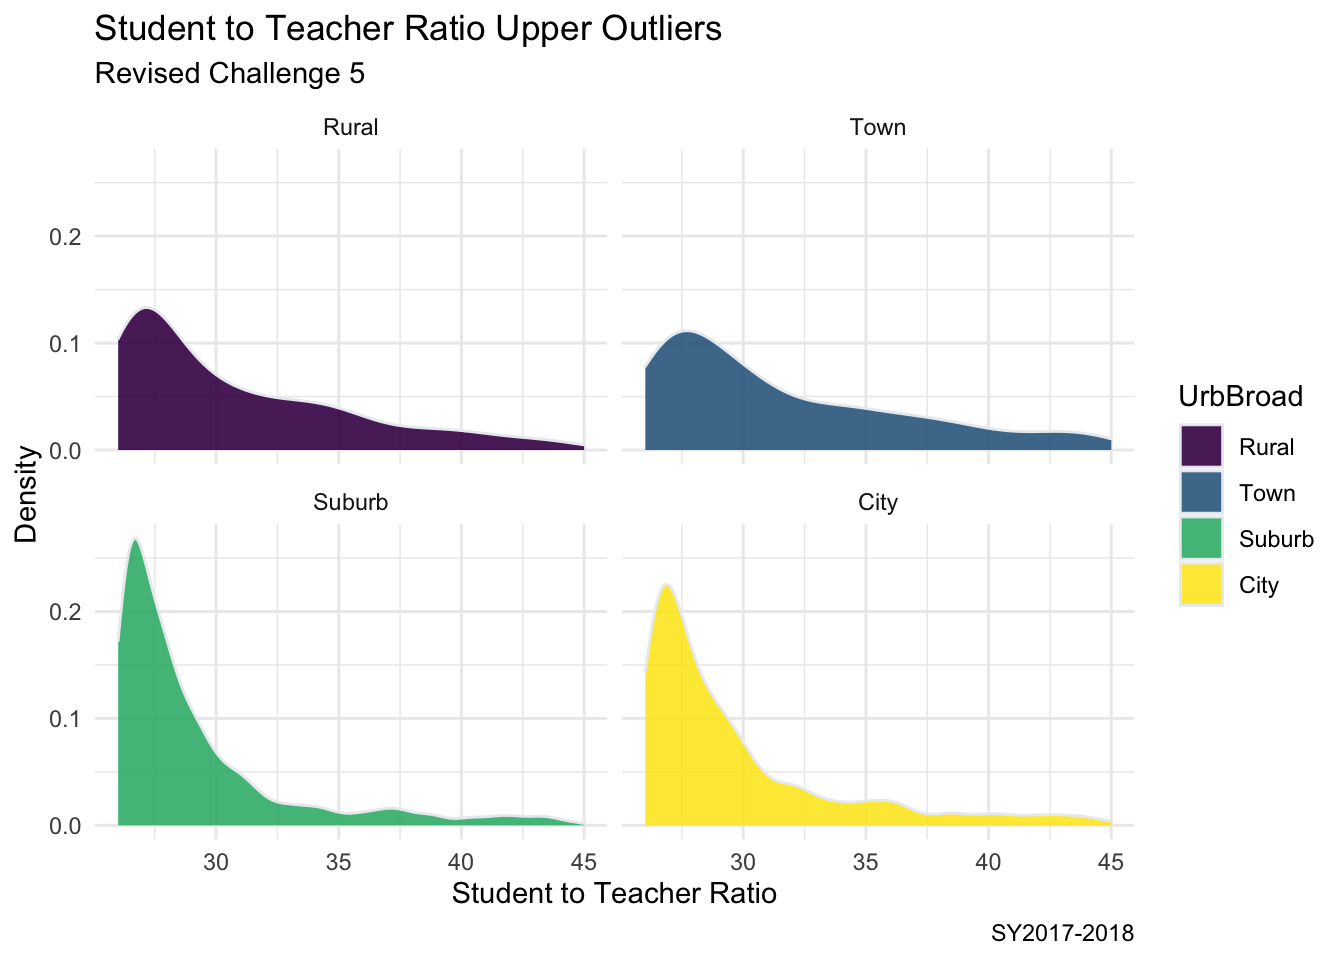 Student to Teacher Ratio Upper Outliers
Revised Challenge 5
Rural
Town
0.2
0.1
0.0
Suburb
City
0.2
0.1
0.0
Density
30
35
40
45
30
35
40
45
Student to Teacher Ratio
SY2017-2018
UrbBroad
Rural
Town
Suburb
City